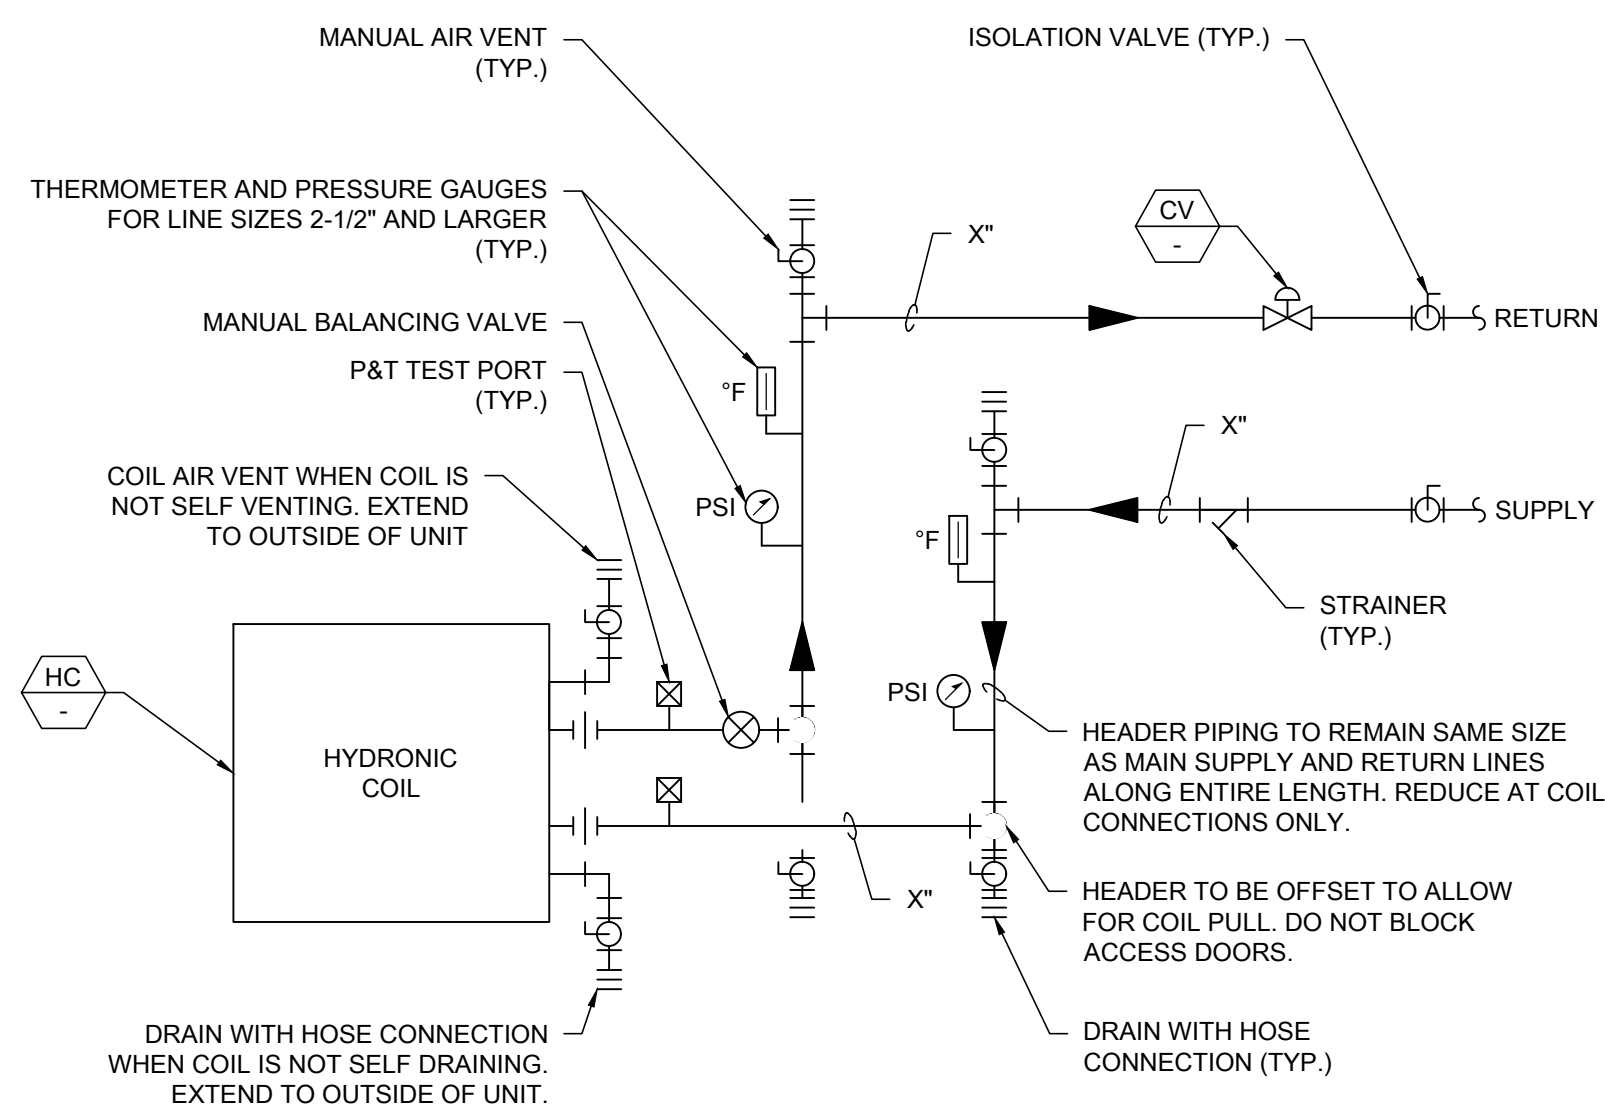 MANUAL AIR VENT
(TYP.)
ISOLATION VALVE (TYP.)
THERMOMETER AND PRESSURE GAUGES
FOR LINE SIZES 2-1/2" AND LARGER
(TYP.)
X"
CV
-
RETURN
MANUAL BALANCING VALVE
P&T TEST PORT
(TYP.)
°F
X"
COIL AIR VENT WHEN COIL IS
NOT SELF VENTING. EXTEND
TO OUTSIDE OF UNIT
PSI
SUPPLY
°F
STRAINER
(TYP.)
HC
-
HYDRONIC
COIL
PSI
HEADER PIPING TO REMAIN SAME SIZE
AS MAIN SUPPLY AND RETURN LINES
ALONG ENTIRE LENGTH. REDUCE AT COIL
CONNECTIONS ONLY.
X"
HEADER TO BE OFFSET TO ALLOW
FOR COIL PULL. DO NOT BLOCK
ACCESS DOORS.
DRAIN WITH HOSE CONNECTION
WHEN COIL IS NOT SELF DRAINING.
EXTEND TO OUTSIDE OF UNIT.
DRAIN WITH HOSE
CONNECTION (TYP.)